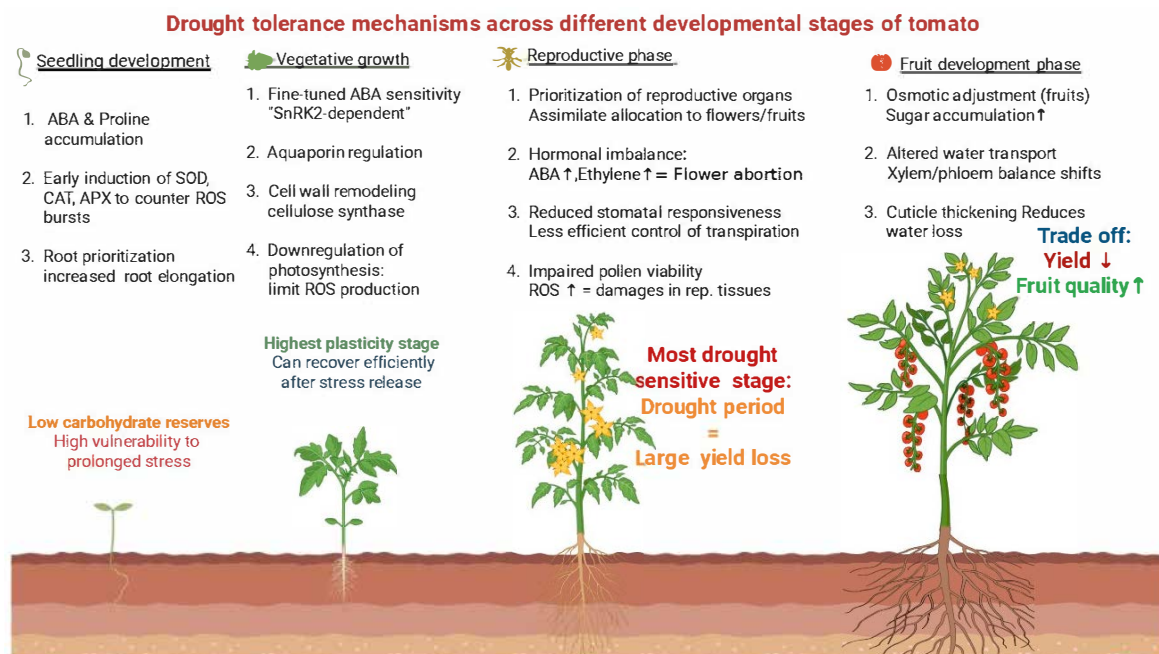 Drought tolerance mechanisms across different developmental stages of tomato
Seedling development
1. ABA & Proline
accumulation
2. Early induction of SOD,
CAT, APX to counter ROS
bursts
3. Root prioritization
increased root elongation
Low carbohydrate reserves
High vulnerability to
prolonged stress
Vegetative growth
1. Fine-tuned ABA sensitivity
"SnRK2-dependent"
2. Aquaporin regulation
3. Cell wall remodeling
cellulose synthase
4. Downregulation of
photosynthesis:
limit ROS production
Highest plasticity stage
Can recover efficiently
after stress release
Reproductive phase
1. Prioritization of reproductive organs
Assimilate allocation to flowers/fruits
2. Hormonal imbalance:
ABA↑,Ethylene↑= Flower abortion
3. Reduced stomatal responsiveness
Less efficient control of transpiration
4. Impaired pollen viability
ROS ↑ = damages in rep. tissues
Most drought
sensitive stage:
Drought period
=
Large yield loss
Fruit development phase
1. Osmotic adjustment (fruits)
Sugar accumulation↑
2. Altered water transport
Xylem/phloem balance shifts
3. Cuticle thickening Reduces
water loss
Trade off:
Yield ↓
Fruit quality↑